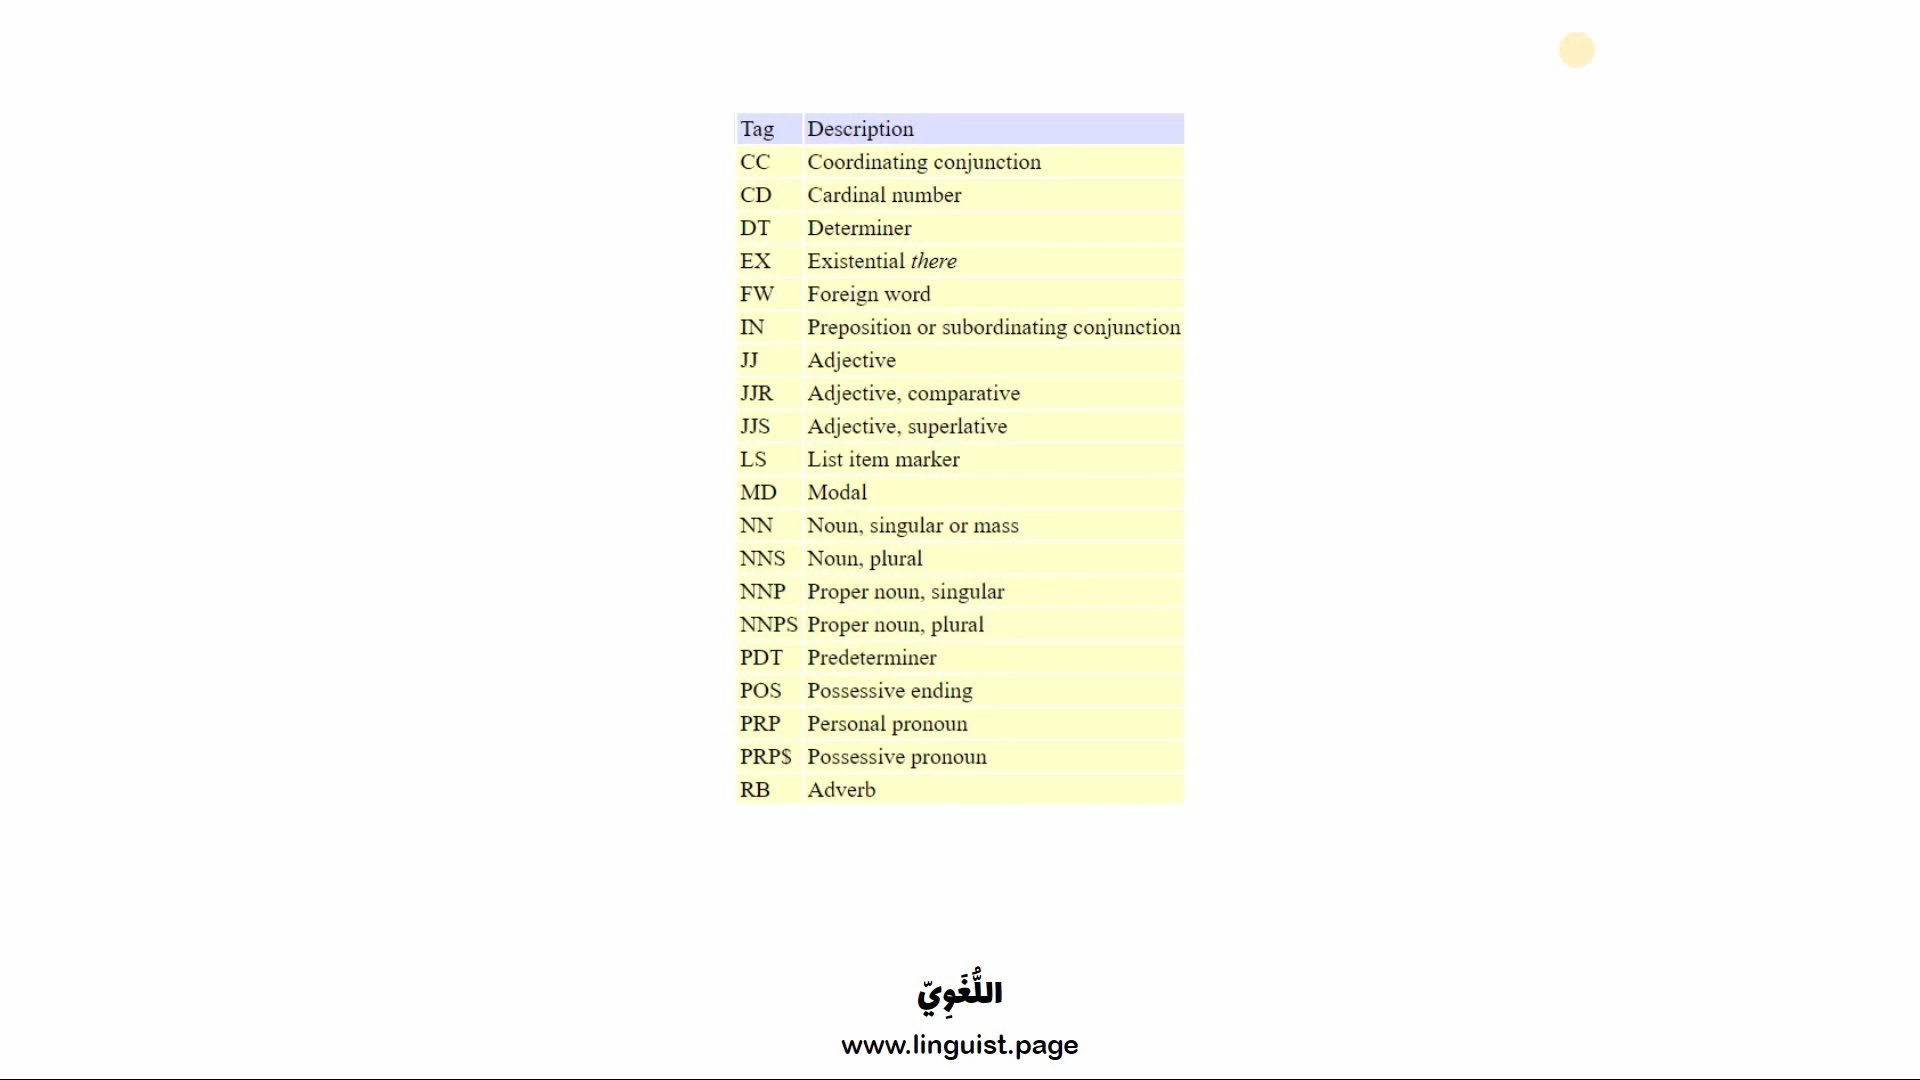 Tag Description
CC Coordinating conjunction
CD Cardinal number
DT Determiner
EX Existential there
FW Foreign word
IN Preposition or subordinating conjunction
JJ Adjective
JJR Adjective, comparative
JJS Adjective, superlative
LS List item marker
MD Modal
NN Noun, singular or mass
NNS Noun, plural
NNP Proper noun, singular
NNPS Proper noun, plural
PDT Predeterminer
POS Possessive ending
PRP Personal pronoun
PRP$ Possessive pronoun
RB Adverb
اللُّغَوِيّ
www.linguist.page